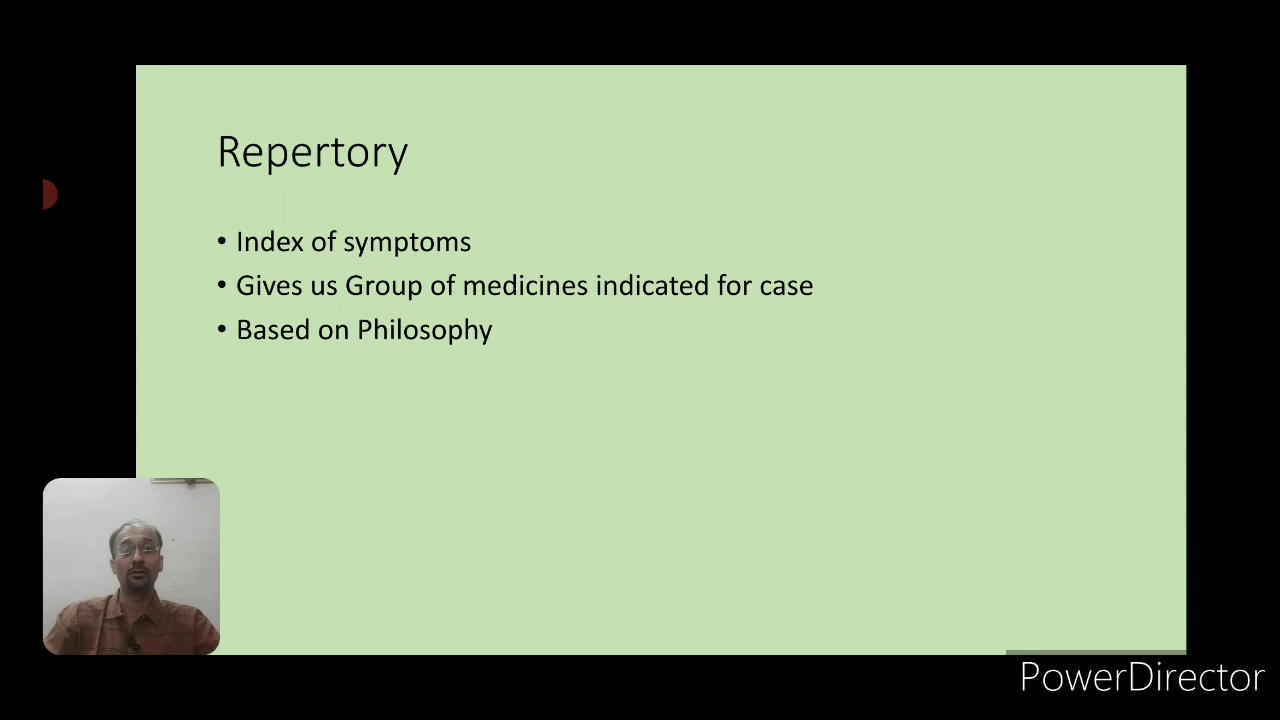 Repertory
• Index of symptoms
• Gives us Group of medicines indicated for case
• Based on Philosophy
PowerDirector